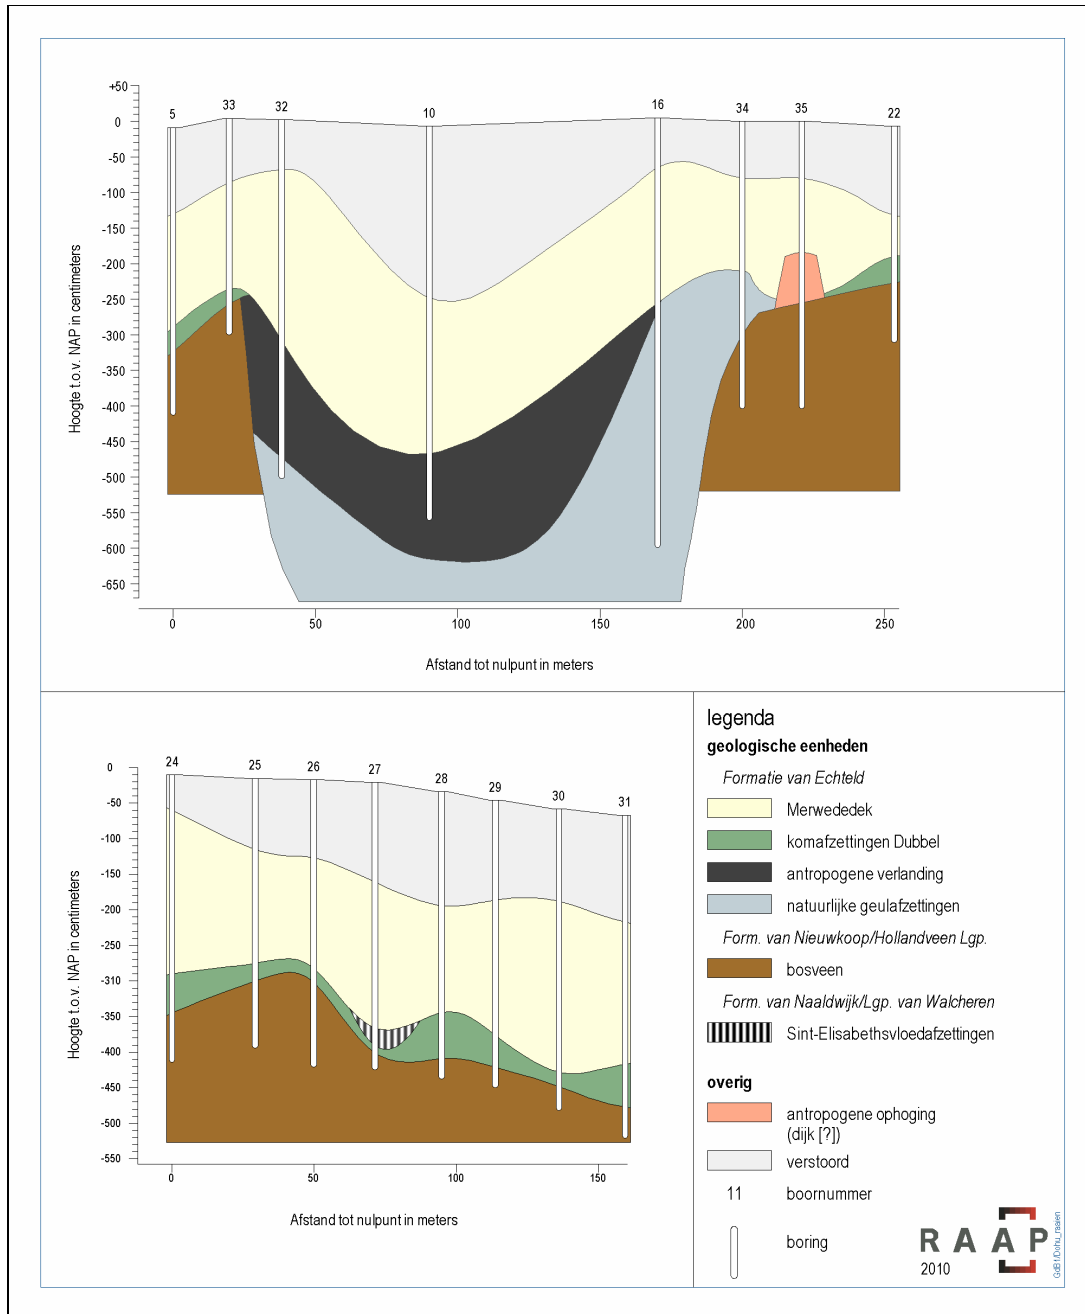 +50
0
-50
-100
-150
-200
-250
-300
-350
-400
-450
-500
-550
-600
-650
Hoogte t.o.v. NAP in centimeters
5 33 32 10 16 34 35 22
0 50 100 150 200 250
Afstand tot nulpunt in meters
0
-50
-100
-150
-200
-250
-310
-350
-400
-450
-500
-550
Hoogte t.o.v. NAP in centimeters
24 25 26 27 28 29 30 31
0 50 100 150
Afstand tot nulpunt in meters
legenda
geologische eenheden
Formatie van Echteld
Merwededek
komafzettingen Dubbel
antropogene verlanding
natuurlijke geulafzettingen
Form. van Nieuwkoop/Hollandveen Lgp.
bosveen
Form. van Naaldwijk/Lgp. van Walcheren
Sint-Elisabethsvloedafzettingen
overig
antropogene ophoging
(dijk [?])
verstoord
11 boornummer
boring
RAAP
2010
GdB1/Dohu_raaien